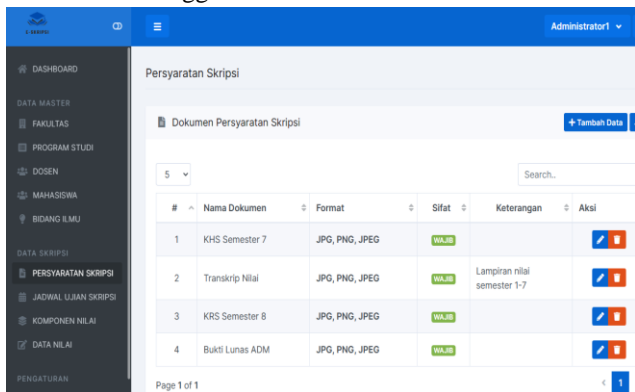 E. SKRIPSI
Administrator1
DASHBOARD
DATA MASTER
FAKULTAS
PROGRAM STUDI
DOSEN
MAHASISWA
BIDANG ILMU
DATA SKRIPSI
PERSYARATAN SKRIPSI
JADWAL UJIAN SKRIPSI
KOMPONEN NILAI
DATA NILAI
PENGATURAN
Persyaratan Skripsi
Dokumen Persyaratan Skripsi
+ Tambah Data
5
Search..
# Nama Dokumen Format Sifat Keterangan Aksi
1 KHS Semester 7 JPG, PNG, JPEG WAJIB
2 Transkrip Nilai JPG, PNG, JPEG WAJIB Lampiran nilai
semester 1-7
3 KRS Semester 8 JPG, PNG, JPEG WAJIB
4 Bukti Lunas ADM JPG, PNG, JPEG WAJIB
Page 1 of 1
‹ 1